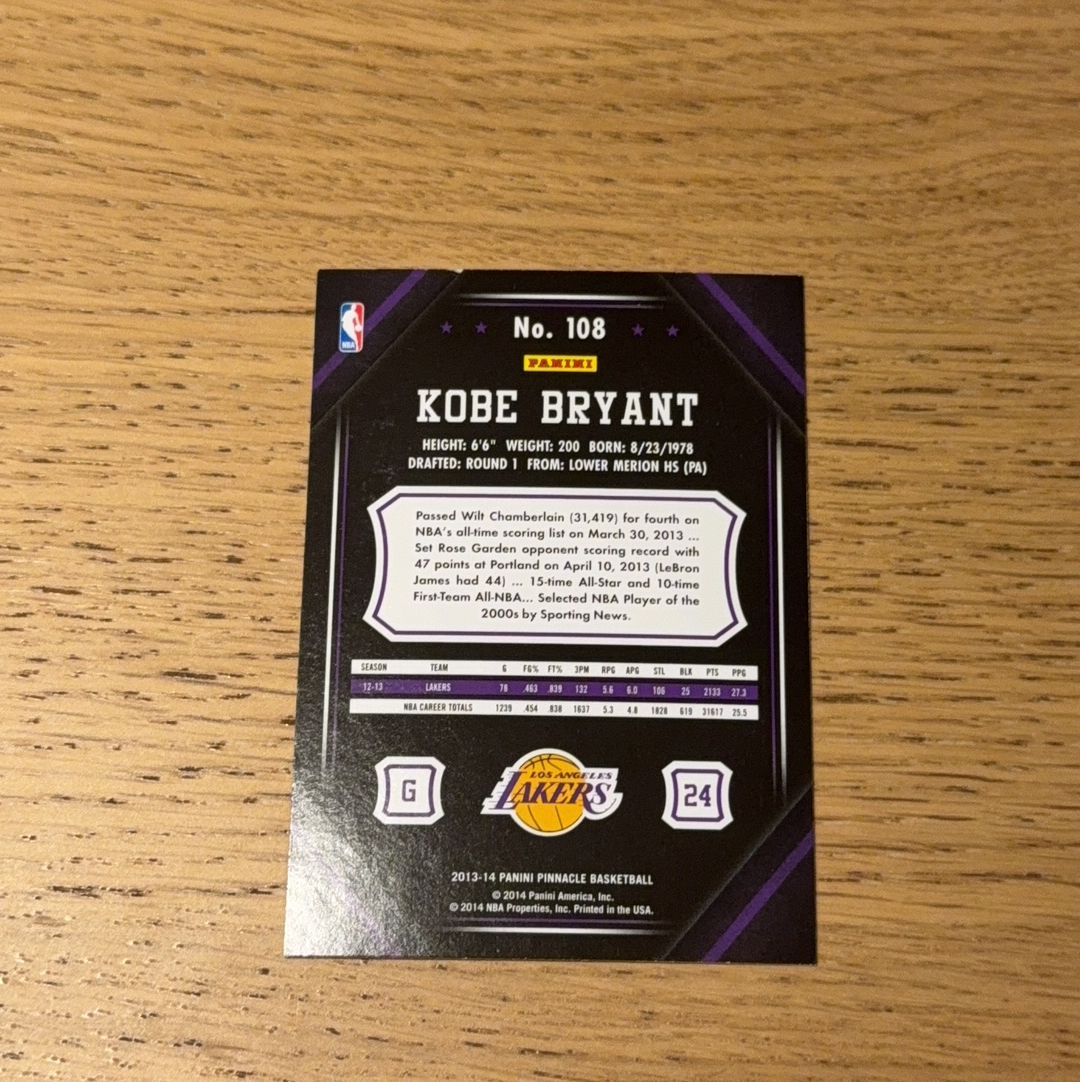 No. 108
NBA
PANINI
KOBE BRYANT
HEIGHT: 6'6" WEIGHT: 200 BORN: 8/23/1978
DRAFTED: ROUND 1 FROM: LOWER MERION HS (PA)
Passed Wilt Chamberlain (31,419) for fourth on
NBA's all-time scoring list on March 30, 2013 ...
Set Rose Garden opponent scoring record with
47 points at Portland on April 10, 2013 (LeBron
James had 44) ... 15-time All-Star and 10-time
First-Team All-NBA... Selected NBA Player of the
2000s by Sporting News.
SEASON TEAM G FG% FT% 3PM RPG APG STL BLK PTS PPG
12-13 LAKERS 78 .463 .839 132 5.6 6.0 106 25 2133 27.3
NBA CAREER TOTALS 1239 .454 .838 1637 5.3 4.8 1828 619 31617 25.5
G
LOS ANGELES
LAKERS
24
2013-14 PANINI PINNACLE BASKETBALL
© 2014 Panini America, Inc.
© 2014 NBA Properties, Inc. Printed in the USA.